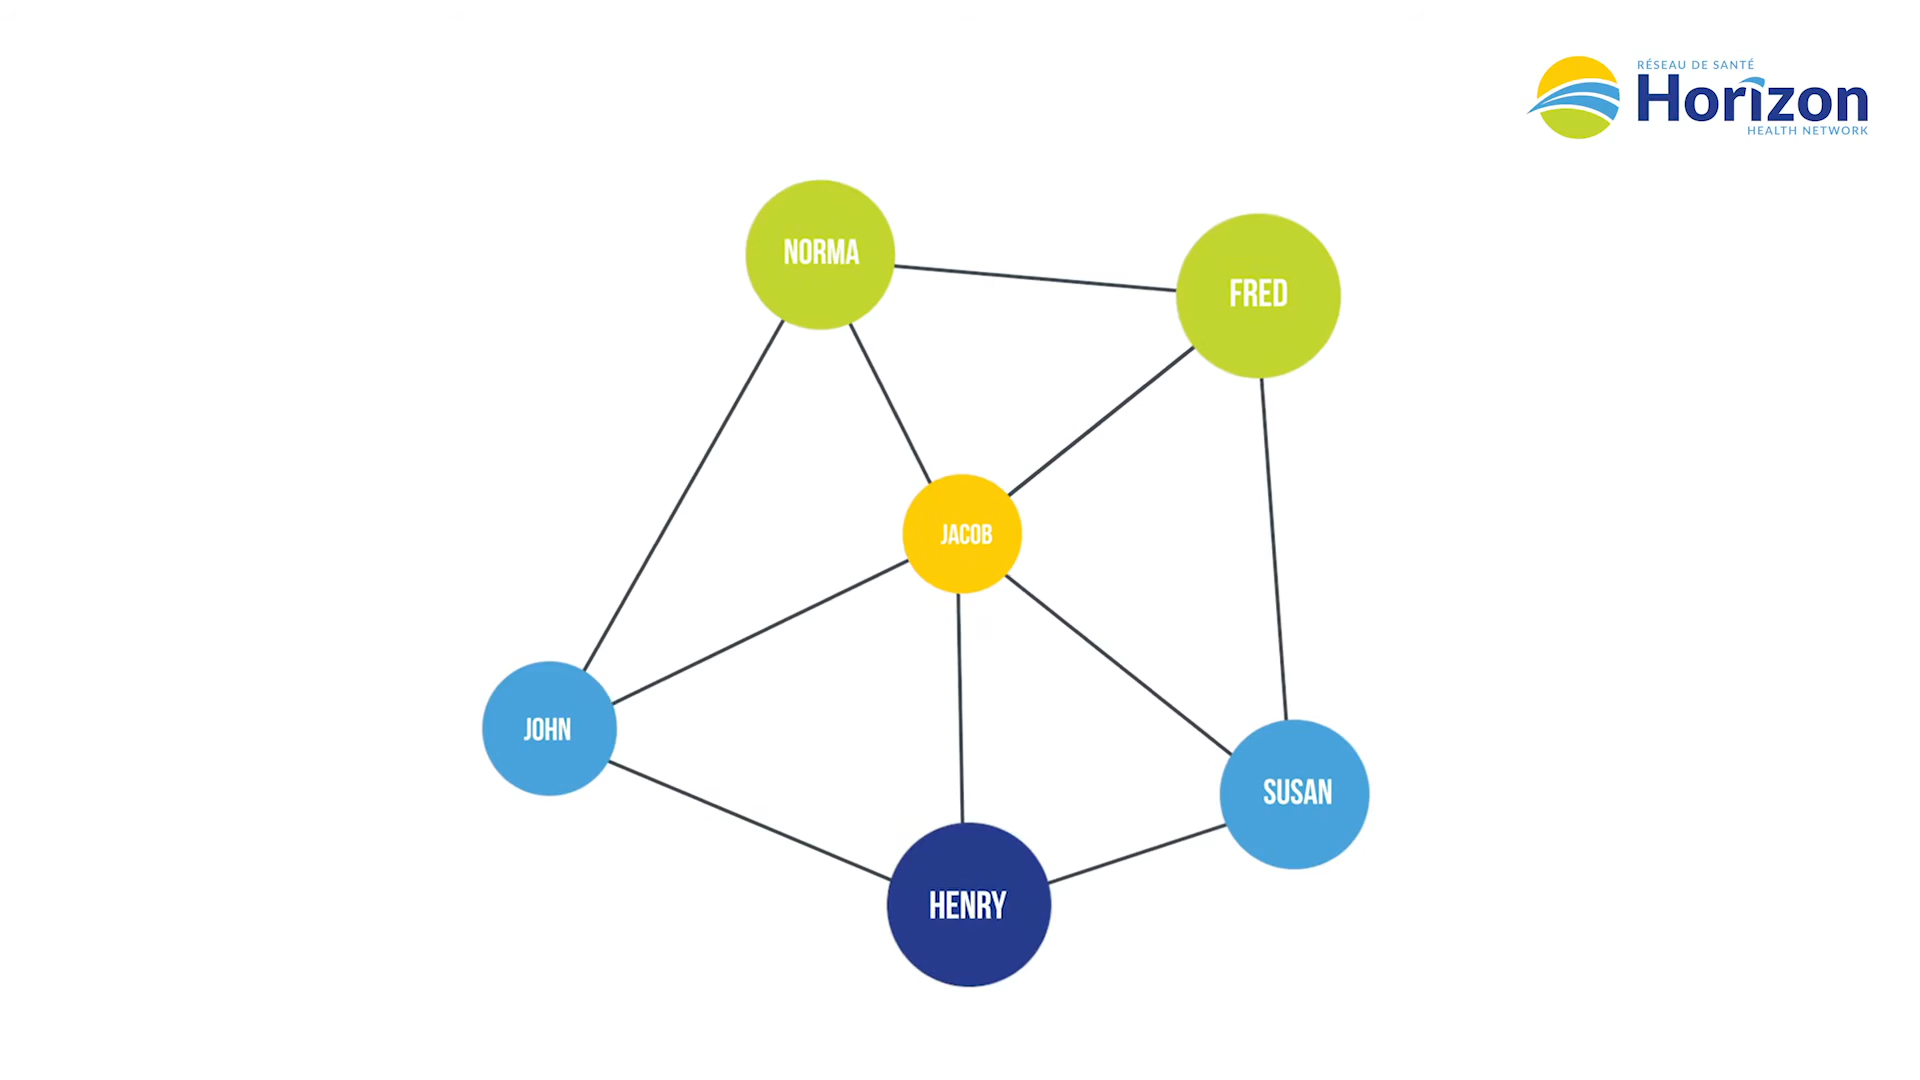 RÉSEAU DE SANTÉ
Horizon
HEALTH NETWORK
NORMA
FRED
JACOB
JOHN
SUSAN
HENRY